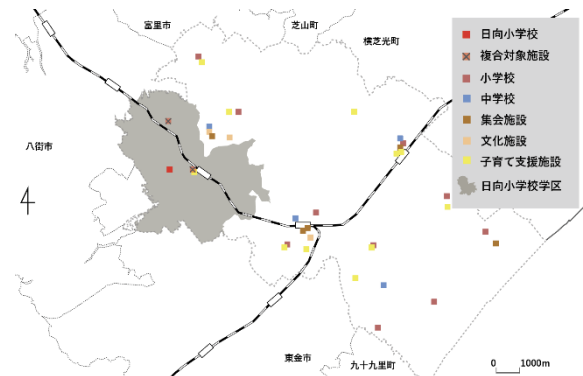 富里市
芝山町
横芝光町
八街市
日向小学校
複合対象施設
小学校
中学校
集会施設
文化施設
子育て支援施設
日向小学校学区
東金市
九十九里町
0 1000m